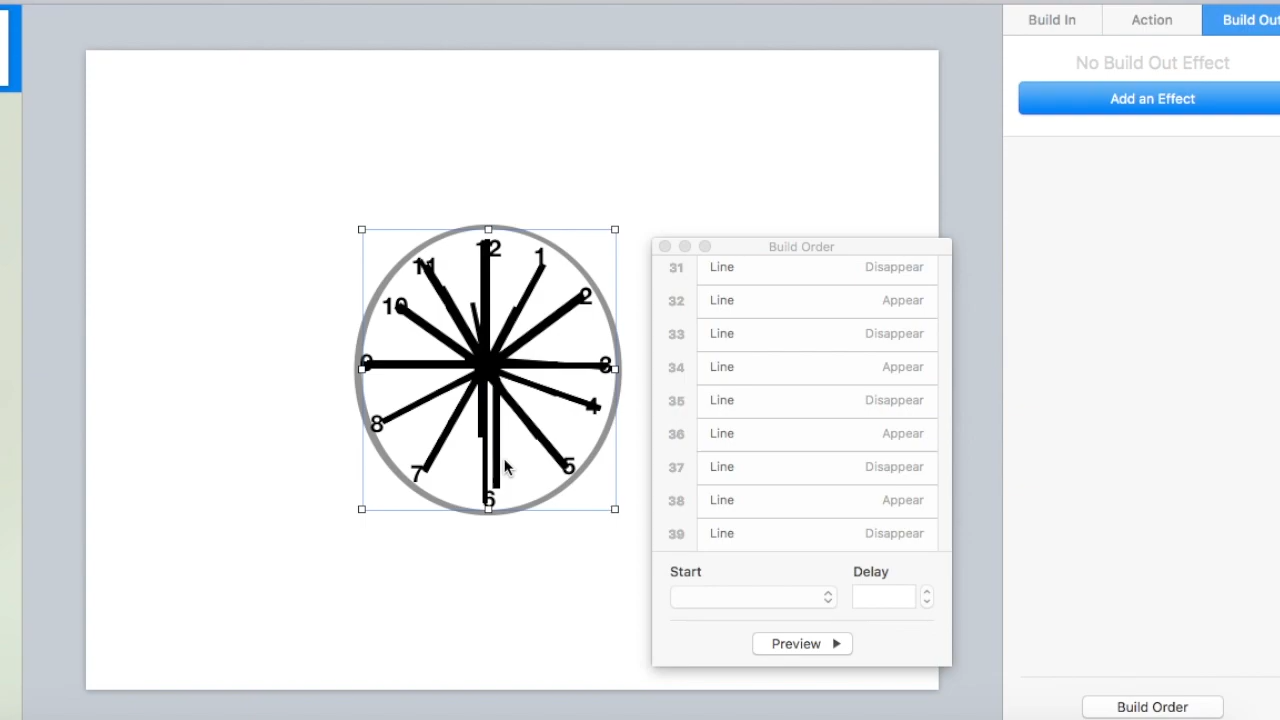 Build In
Action
Build Out
No Build Out Effect
Add an Effect
12
1
2
3
4
5
6
7
8
9
10
11
Build Order
31 Line Disappear
32 Line Appear
33 Line Disappear
34 Line Appear
35 Line Disappear
36 Line Appear
37 Line Disappear
38 Line Appear
39 Line Disappear
Start Delay
Preview
Build Order